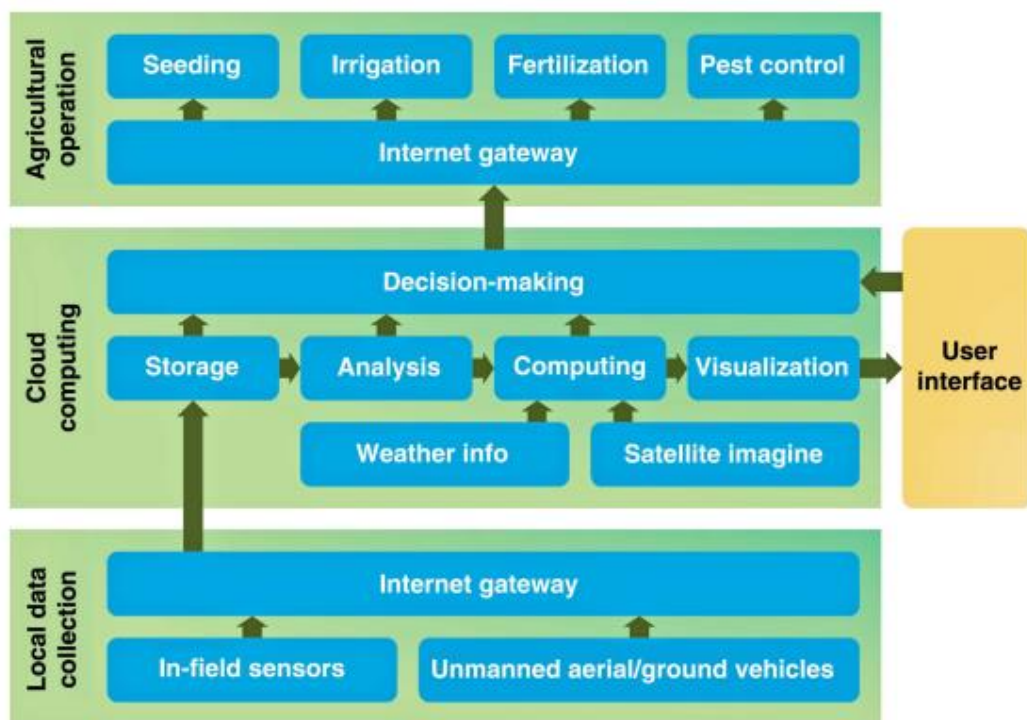 Agricultural
operation
Seeding
Irrigation
Fertilization
Pest control
Internet gateway
Cloud
computing
Decision-making
Storage
Analysis
Computing
Visualization
Weather info
Satellite imagine
User
interface
Local data
collection
Internet gateway
In-field sensors
Unmanned aerial/ground vehicles